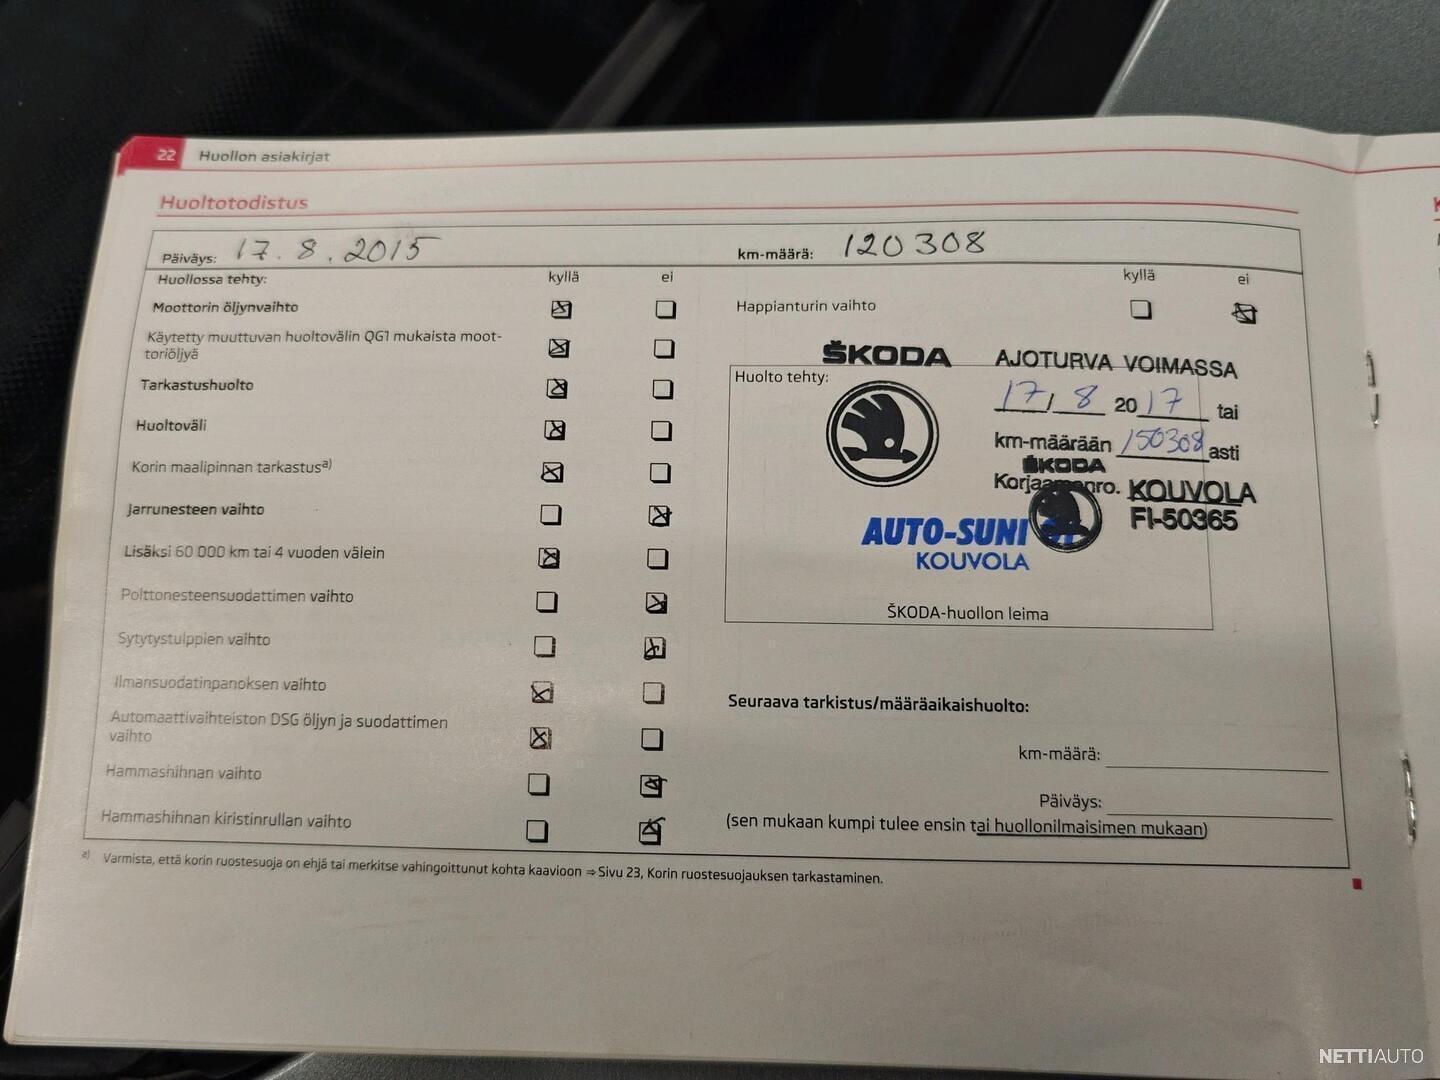 22 Huollon asiakirjat
Huoltotodistus
Päiväys: 17.8.2015
km-määrä: 120308
Huollossa tehty: kyllä ei
Moottorin öljynvaihto
Käytetty muuttuvan huoltovälin QG1 mukaista moot-
toriöljyä
Tarkastushuolto
Huoltoväli
Korin maalipinnan tarkastus a)
Jarrunesteen vaihto
Lisäksi 60 000 km tai 4 vuoden välein
Polttonesteensuodattimen vaihto
Sytytystulppien vaihto
Ilmansuodatinpanoksen vaihto
Automaattivaihteiston DSG öljyn ja suodattimen
vaihto
Hammashihnan vaihto
Hammashihnan kiristinrullan vaihto
kyllä ei
Happianturin vaihto
ŠKODA
Huolto tehty:
AJOTURVA VOIMASSA
17/8 2017 tai
km-määrään 150308 asti
ŠKODA
Korjaamonro. KOUVOLA
FI-50365
AUTO-SUNI
KOUVOLA
ŠKODA-huollon leima
Seuraava tarkistus/määräaikaishuolto:
km-määrä:
Päiväys:
(sen mukaan kumpi tulee ensin tai huollonilmaisimen mukaan)
a) Varmista, että korin ruostesuoja on ehjä tai merkitse vahingoittunut kohta kaavioon ⇒ Sivu 23, Korin ruostesuojauksen tarkastaminen.
NETTIAUTO